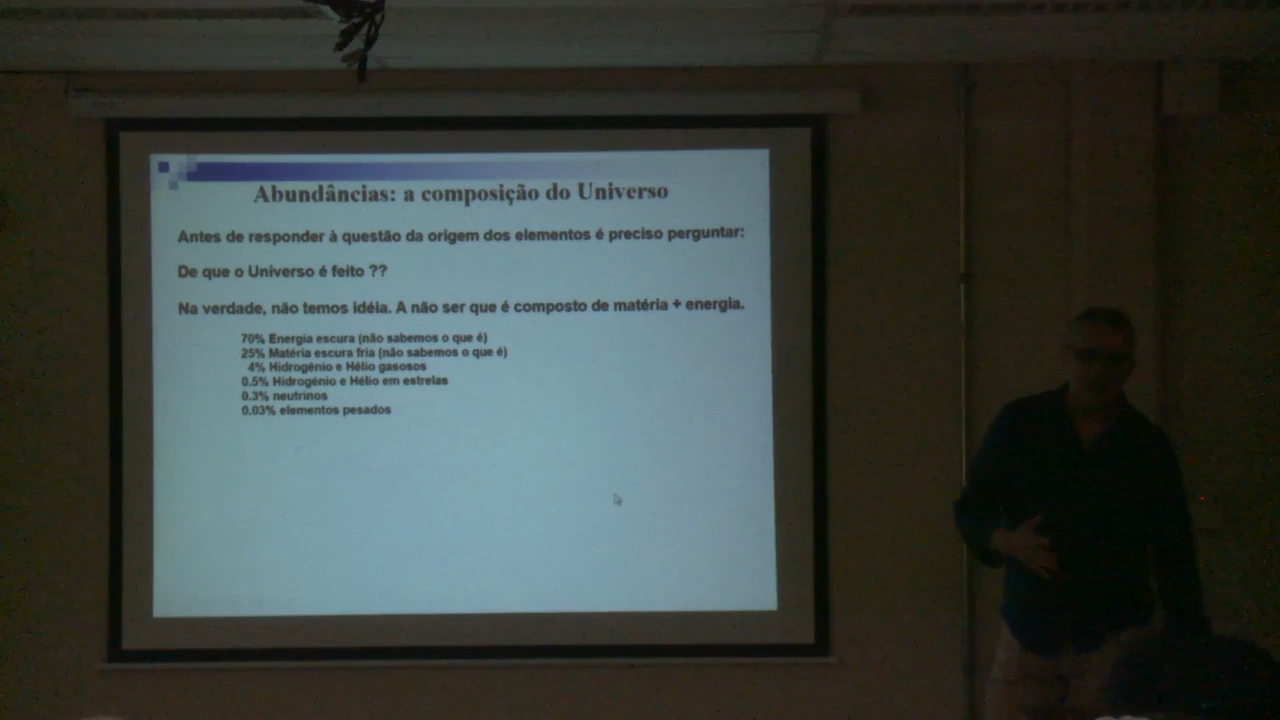 Abundâncias: a composição do Universo
Antes de responder à questão da origem dos elementos é preciso perguntar:
De que o Universo é feito ??
Na verdade, não temos idéia. A não ser que é composto de matéria + energia.
70% Energia escura (não sabemos o que é)
25% Matéria escura fria (não sabemos o que é)
4% Hidrogênio e Hélio gasosos
0.5% Hidrogênio e Hélio em estrelas
0.3% neutrinos
0.03% elementos pesados